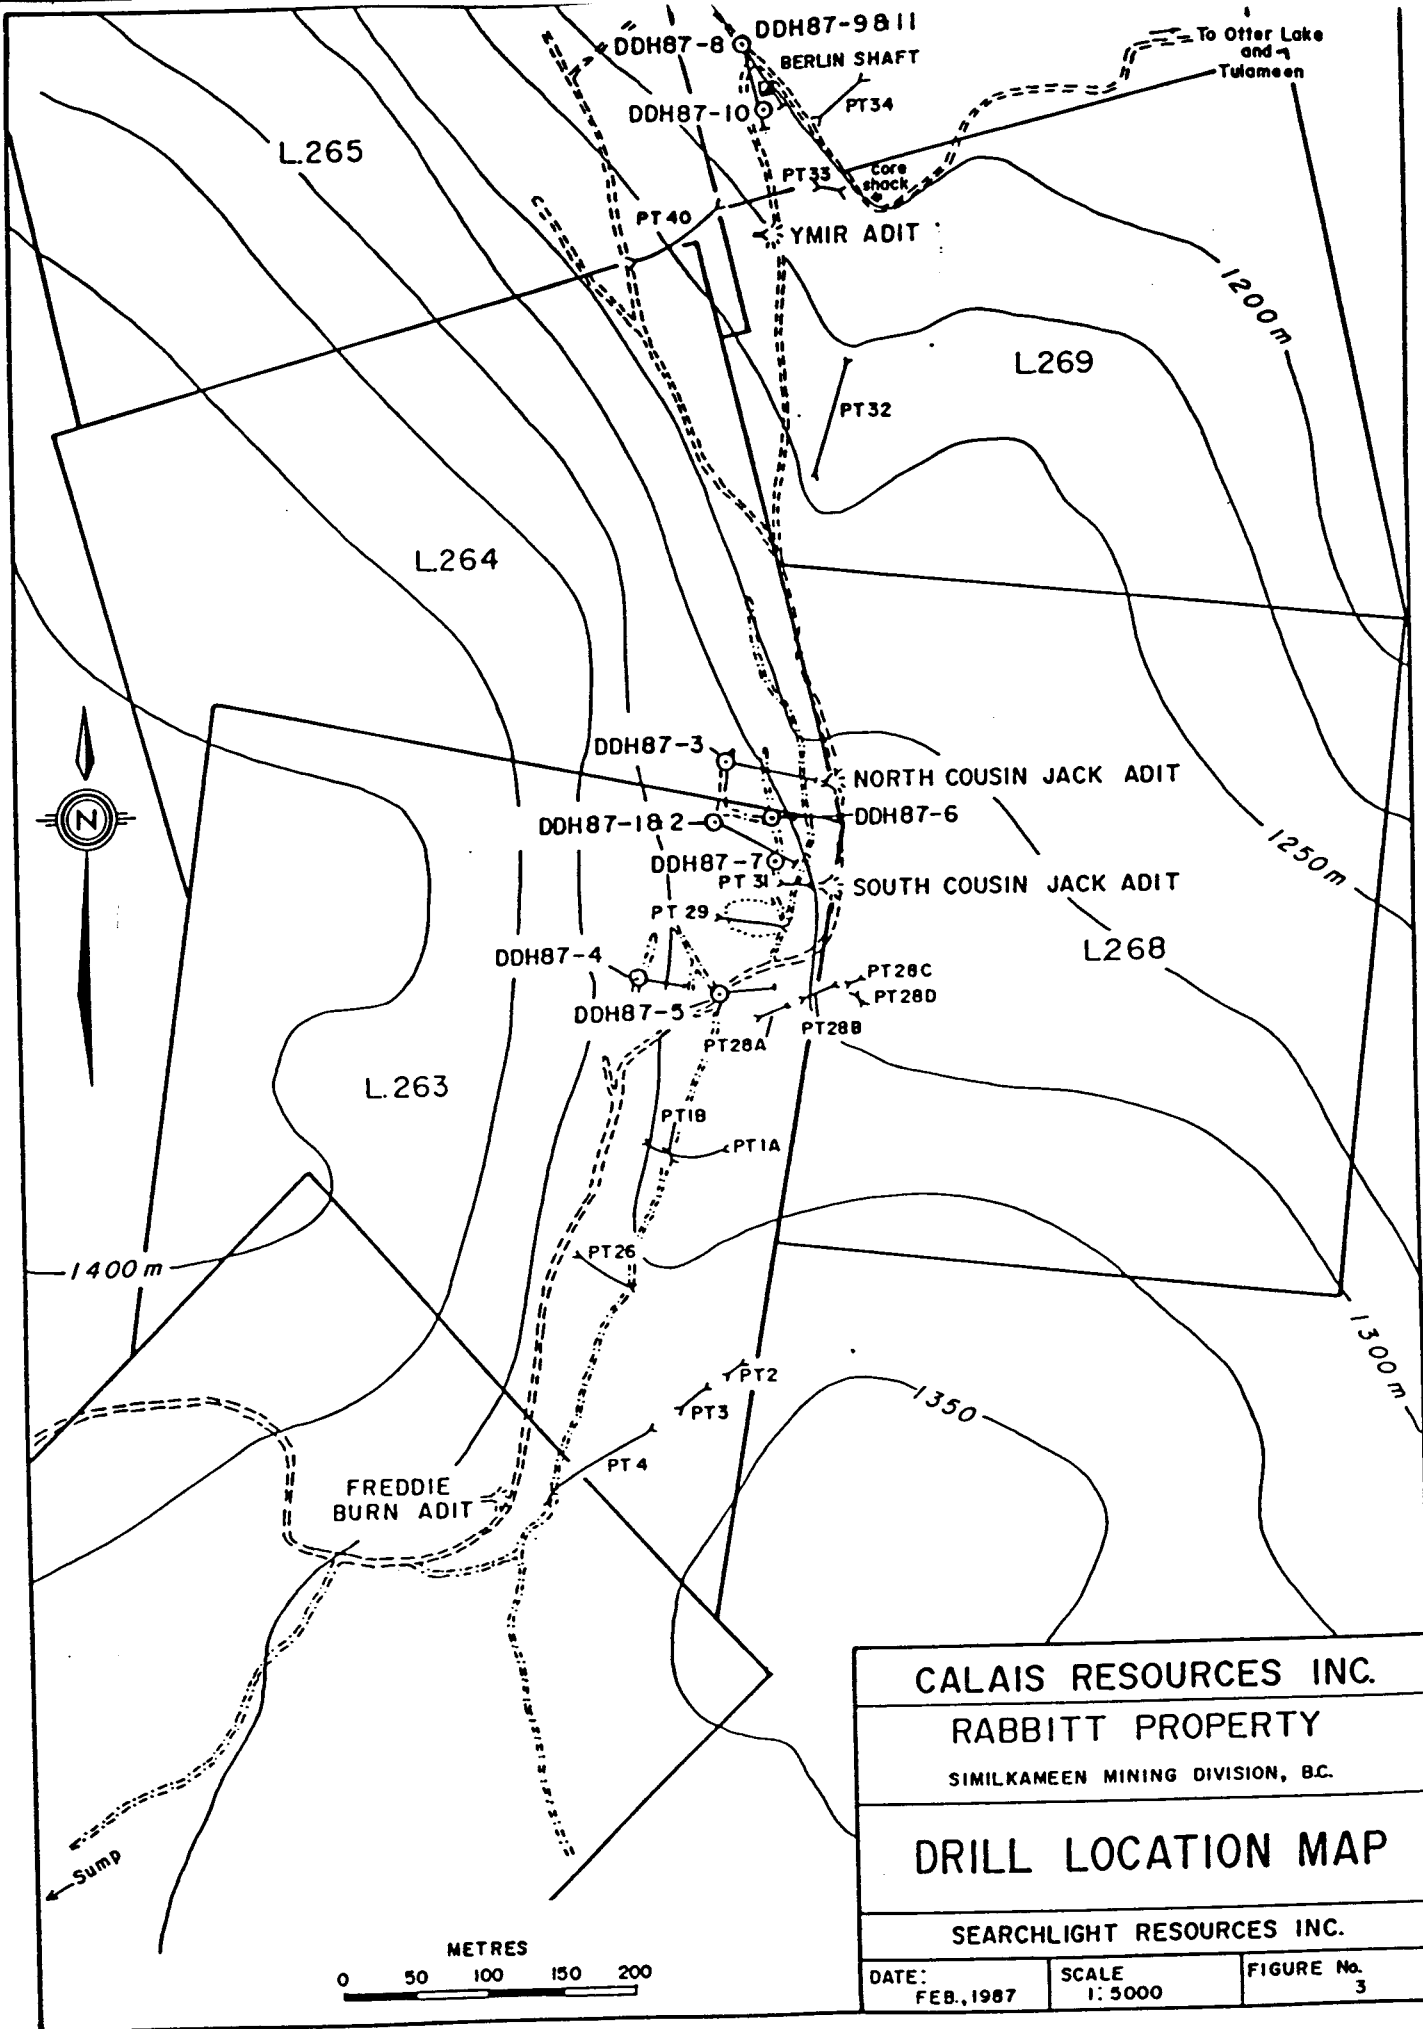 DDH87-9&11
DDH87-8
To Otter Lake
and
Tulameen
BERLIN SHAFT
PT34
DDH87-10
L.265
core
shack
PT33
PT40
YMIR ADIT
1200m
L269
PT32
L.264
DDH87-3
NORTH COUSIN JACK ADIT
DDH87-1&2
DDH87-6
N
1250m
DDH87-7
PT 31
SOUTH COUSIN JACK ADIT
PT 29
L268
DDH87-4
PT28C
PT28D
DDH87-5
PT28B
PT28A
L.263
PT1B
PT1A
PT26
1400m
1300m
PT2
PT3
1350
PT4
FREDDIE
BURN ADIT
Sump
METRES
0 50 100 150 200
CALAIS RESOURCES INC.
RABBITT PROPERTY
SIMILKAMEEN MINING DIVISION, B.C.
DRILL LOCATION MAP
SEARCHLIGHT RESOURCES INC.
DATE:
FEB., 1987
SCALE
1:5000
FIGURE No.
3